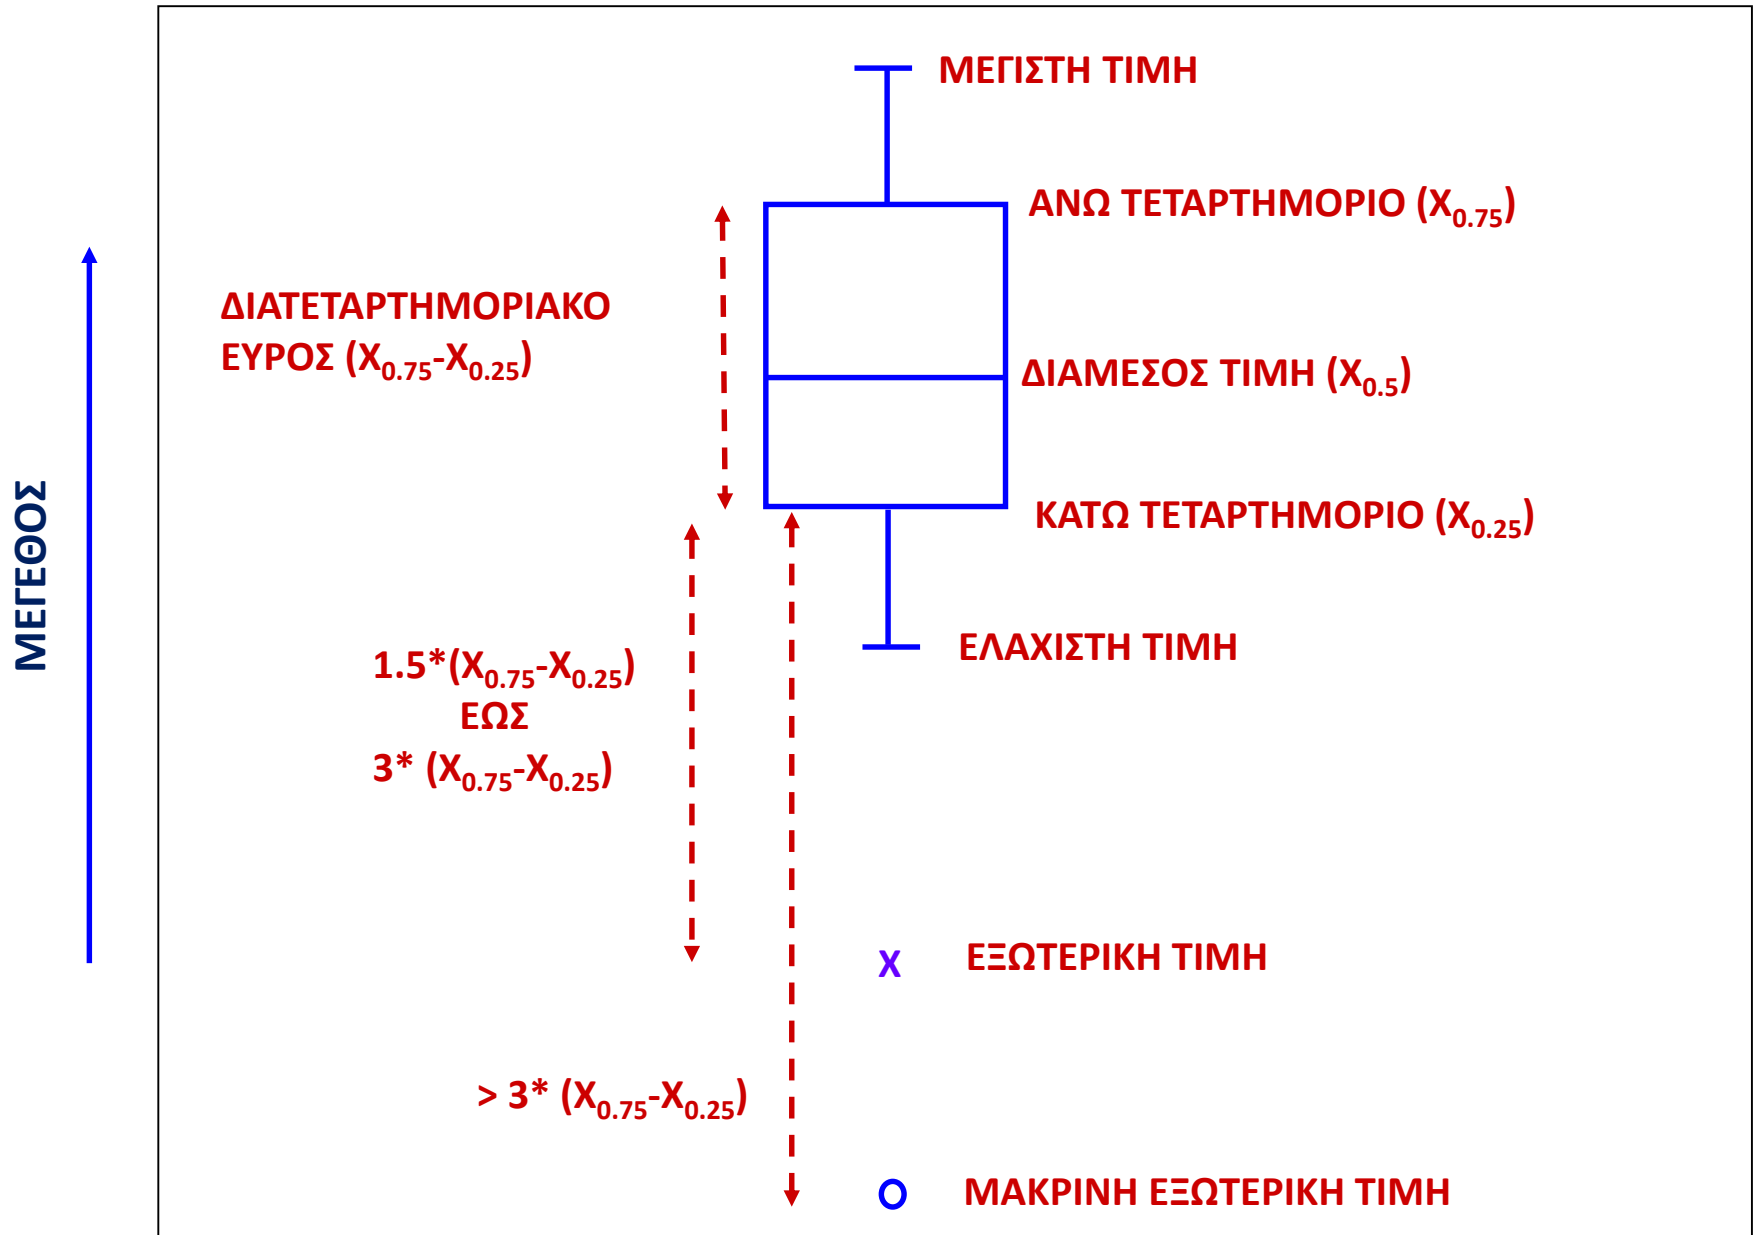 ΜΕΓΙΣΤΗ ΤΙΜΗ
ΑΝΩ ΤΕΤΑΡΤΗΜΟΡΙΟ (X0.75)
ΔΙΑΤΕΤΑΡΤΗΜΟΡΙΑΚΟ
ΕΥΡΟΣ (X0.75-X0.25)
ΔΙΑΜΕΣΟΣ ΤΙΜΗ (X0.5)
ΚΑΤΩ ΤΕΤΑΡΤΗΜΟΡΙΟ (X0.25)
ΜΕΓΕΘΟΣ
ΕΛΑΧΙΣΤΗ ΤΙΜΗ
1.5*(X0.75-X0.25)
ΕΩΣ
3* (X0.75-X0.25)
X ΕΞΩΤΕΡΙΚΗ ΤΙΜΗ
> 3* (X0.75-X0.25)
ΜΑΚΡΙΝΗ ΕΞΩΤΕΡΙΚΗ ΤΙΜΗ